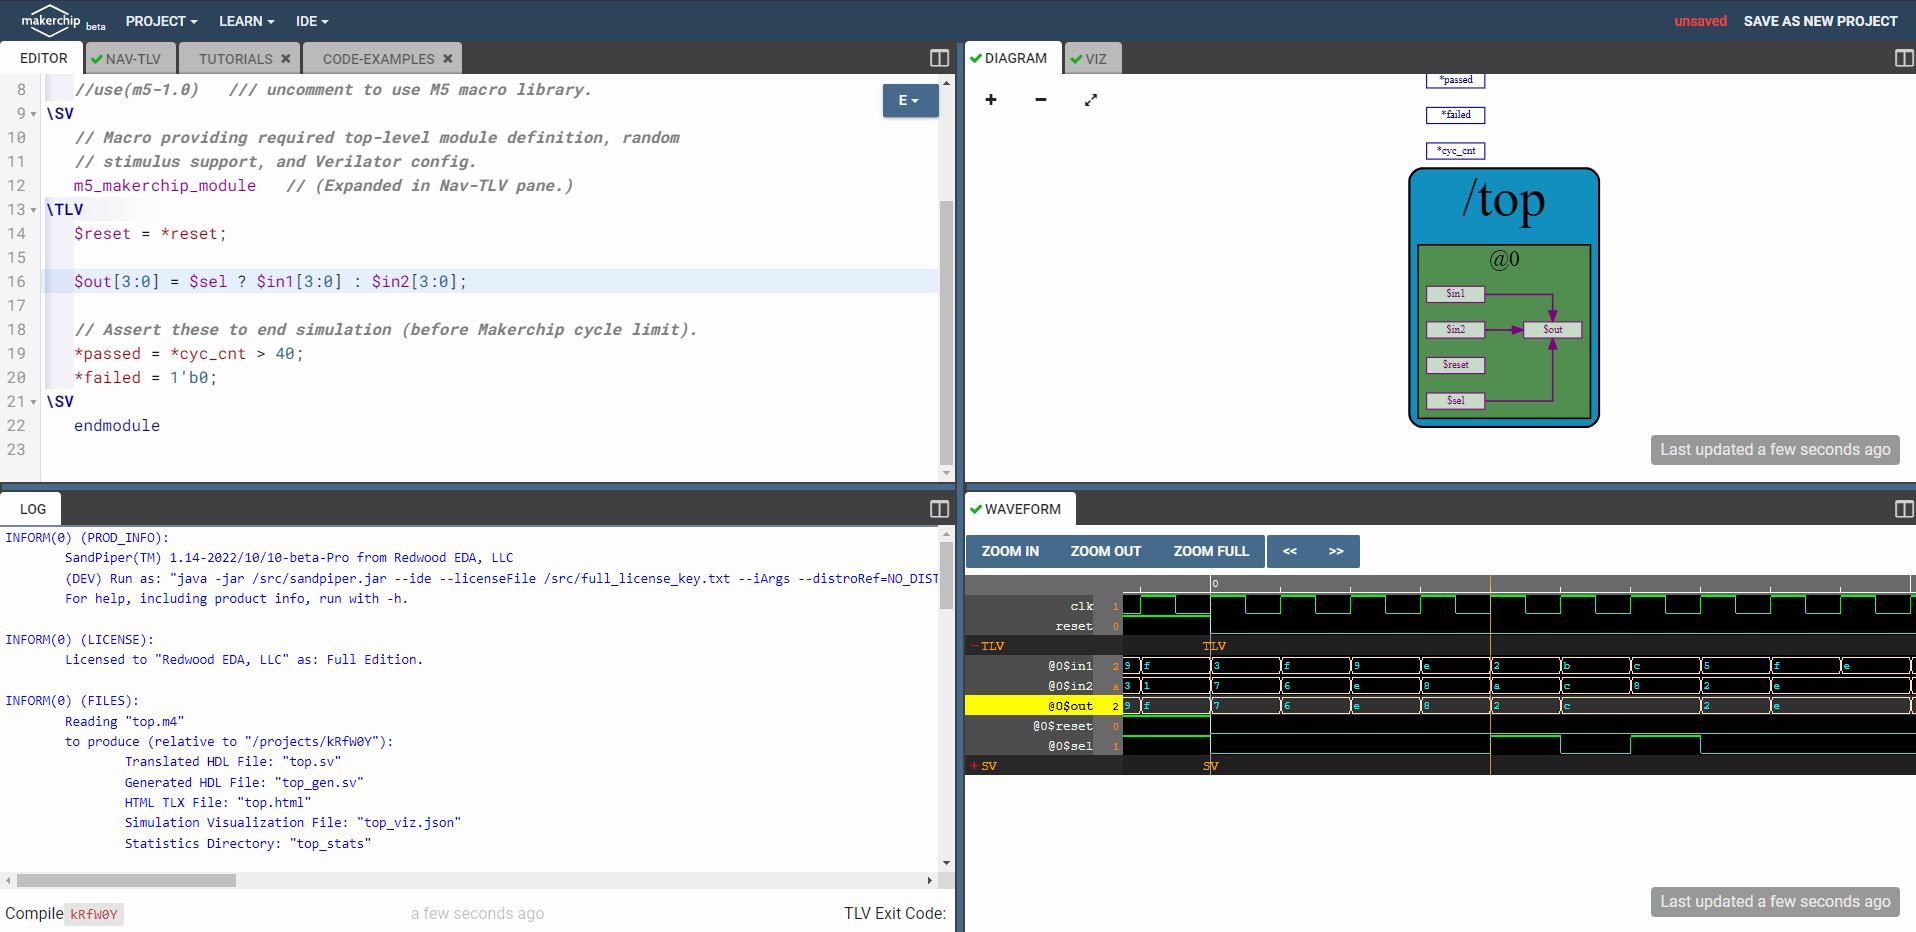 makerchip beta PROJECT LEARN IDE unsaved SAVE AS NEW PROJECT
EDITOR NAV-TLV TUTORIALS CODE-EXAMPLES
8 //use(m5-1.0) /// uncomment to use M5 macro library.
E
9 \SV
10 // Macro providing required top-level module definition, random
11 // stimulus support, and Verilator config.
12 m5_makerchip_module // (Expanded in Nav-TLV pane.)
13 \TLV
14 $reset = *reset;
15
16 $out[3:0] = $sel ? $in1[3:0] : $in2[3:0];
17
18 // Assert these to end simulation (before Makerchip cycle limit).
19 *passed = *cyc_cnt > 40;
20 *failed = 1'b0;
21 \SV
22 endmodule
23
DIAGRAM VIZ
*passed
*failed
*cyc_cnt
/top
@0
$in1
$in2 $out
$reset
$sel
Last updated a few seconds ago
LOG
INFORM(0) (PROD_INFO):
SandPiper(TM) 1.14-2022/10/10-beta-Pro from Redwood EDA, LLC
(DEV) Run as: "java -jar /src/sandpiper.jar --ide --licenseFile /src/full_license_key.txt --iArgs --distroRef=NO_DIST
For help, including product info, run with -h.
INFORM(0) (LICENSE):
Licensed to "Redwood EDA, LLC" as: Full Edition.
INFORM(0) (FILES):
Reading "top.m4"
to produce (relative to "/projects/kRfW0Y"):
Translated HDL File: "top.sv"
Generated HDL File: "top_gen.sv"
HTML TLX File: "top.html"
Simulation Visualization File: "top_viz.json"
Statistics Directory: "top_stats"
Compile kRfW0Y a few seconds ago TLV Exit Code:
WAVEFORM
ZOOM IN ZOOM OUT ZOOM FULL << >>
0
clk 1
reset 0
- TLV TLV
@0$in1 2 9 f 3 f 9 e 2 b c 5 f e
@0$in2 a 3 1 7 6 e 8 a c 8 2 e
@0$out 2 9 f 7 6 e 8 2 c 2 e
@0$reset 0
@0$sel 1
+ SV SV
Last updated a few seconds ago